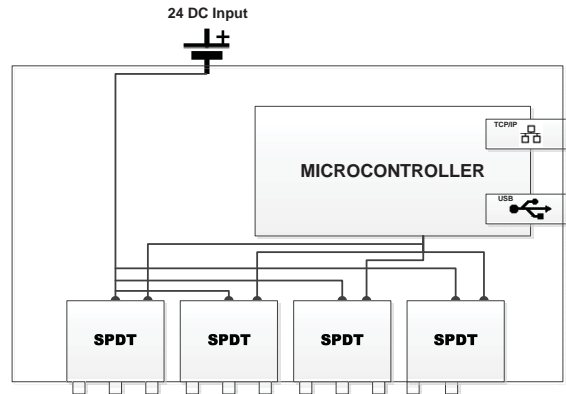 24 DC Input
+
TCP/IP
MICROCONTROLLER
USB
SPDT
SPDT
SPDT
SPDT